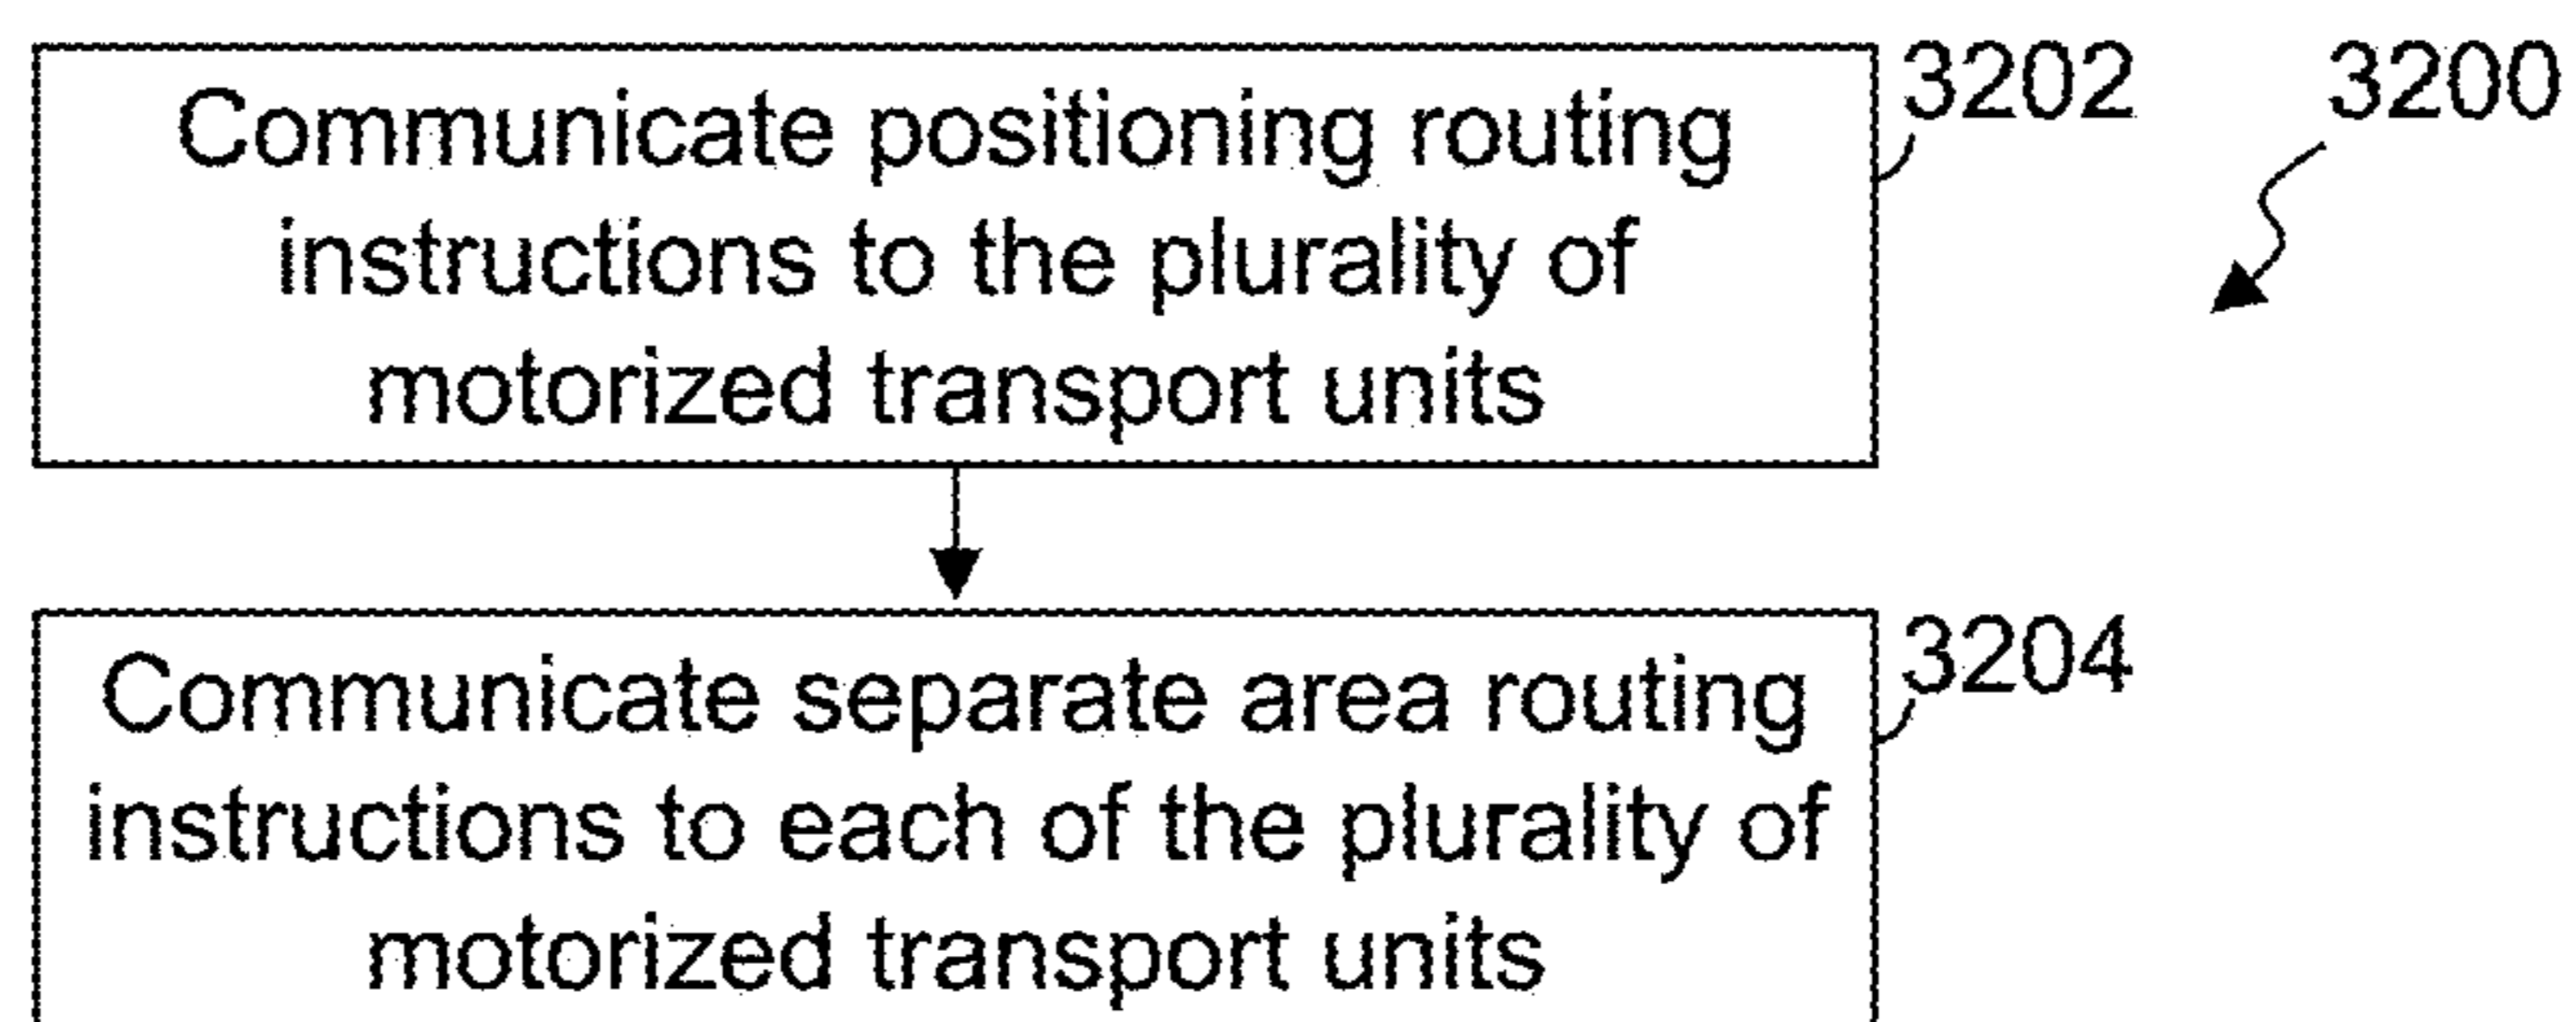 Communicate positioning routing
instructions to the plurality of
motorized transport units
3202
3200
Communicate separate area routing
instructions to each of the plurality of
motorized transport units
3204